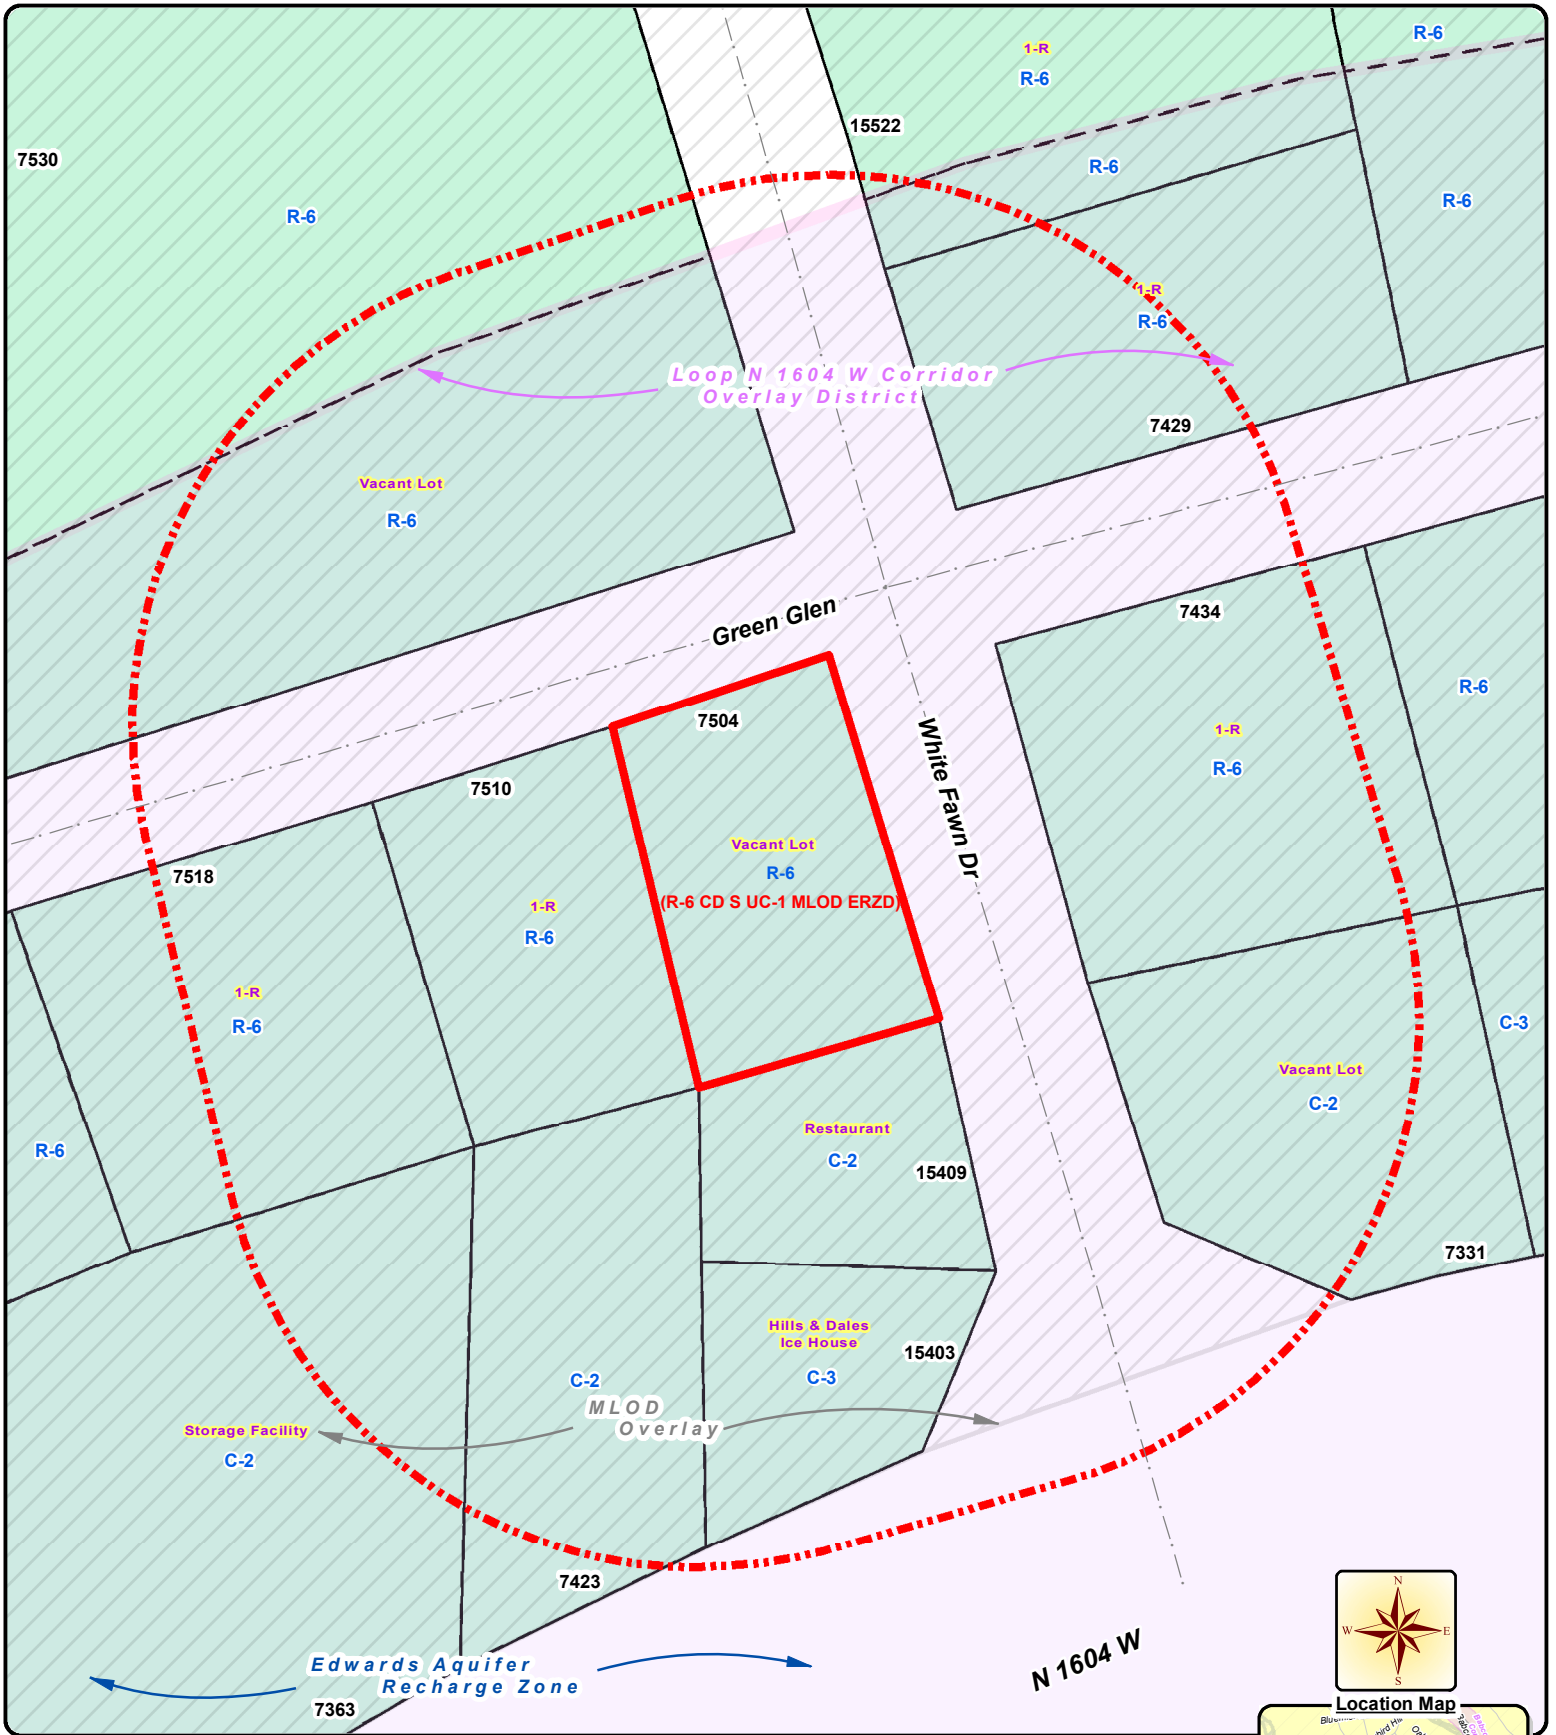 R-6
1-R
R-6
15522
7530
R-6
R-6
R-6
1-R
R-6
Loop N 1604 W Corridor
Overlay District
7429
Vacant Lot
R-6
Green Glen
7434
R-6
7504
1-R
R-6
White Fawn Dr
7510
Vacant Lot
R-6
(R-6 CD S UC-1 MLOD ERZD)
7518
1-R
R-6
1-R
R-6
C-3
Vacant Lot
C-2
Restaurant
C-2
R-6
15409
7331
Hills & Dales
Ice House
15403
C-3
C-2
MLOD
Overlay
Storage Facility
C-2
7423
N 1604 W
N
W
E
S
Edwards Aquifer
Recharge Zone
7363
Location Map